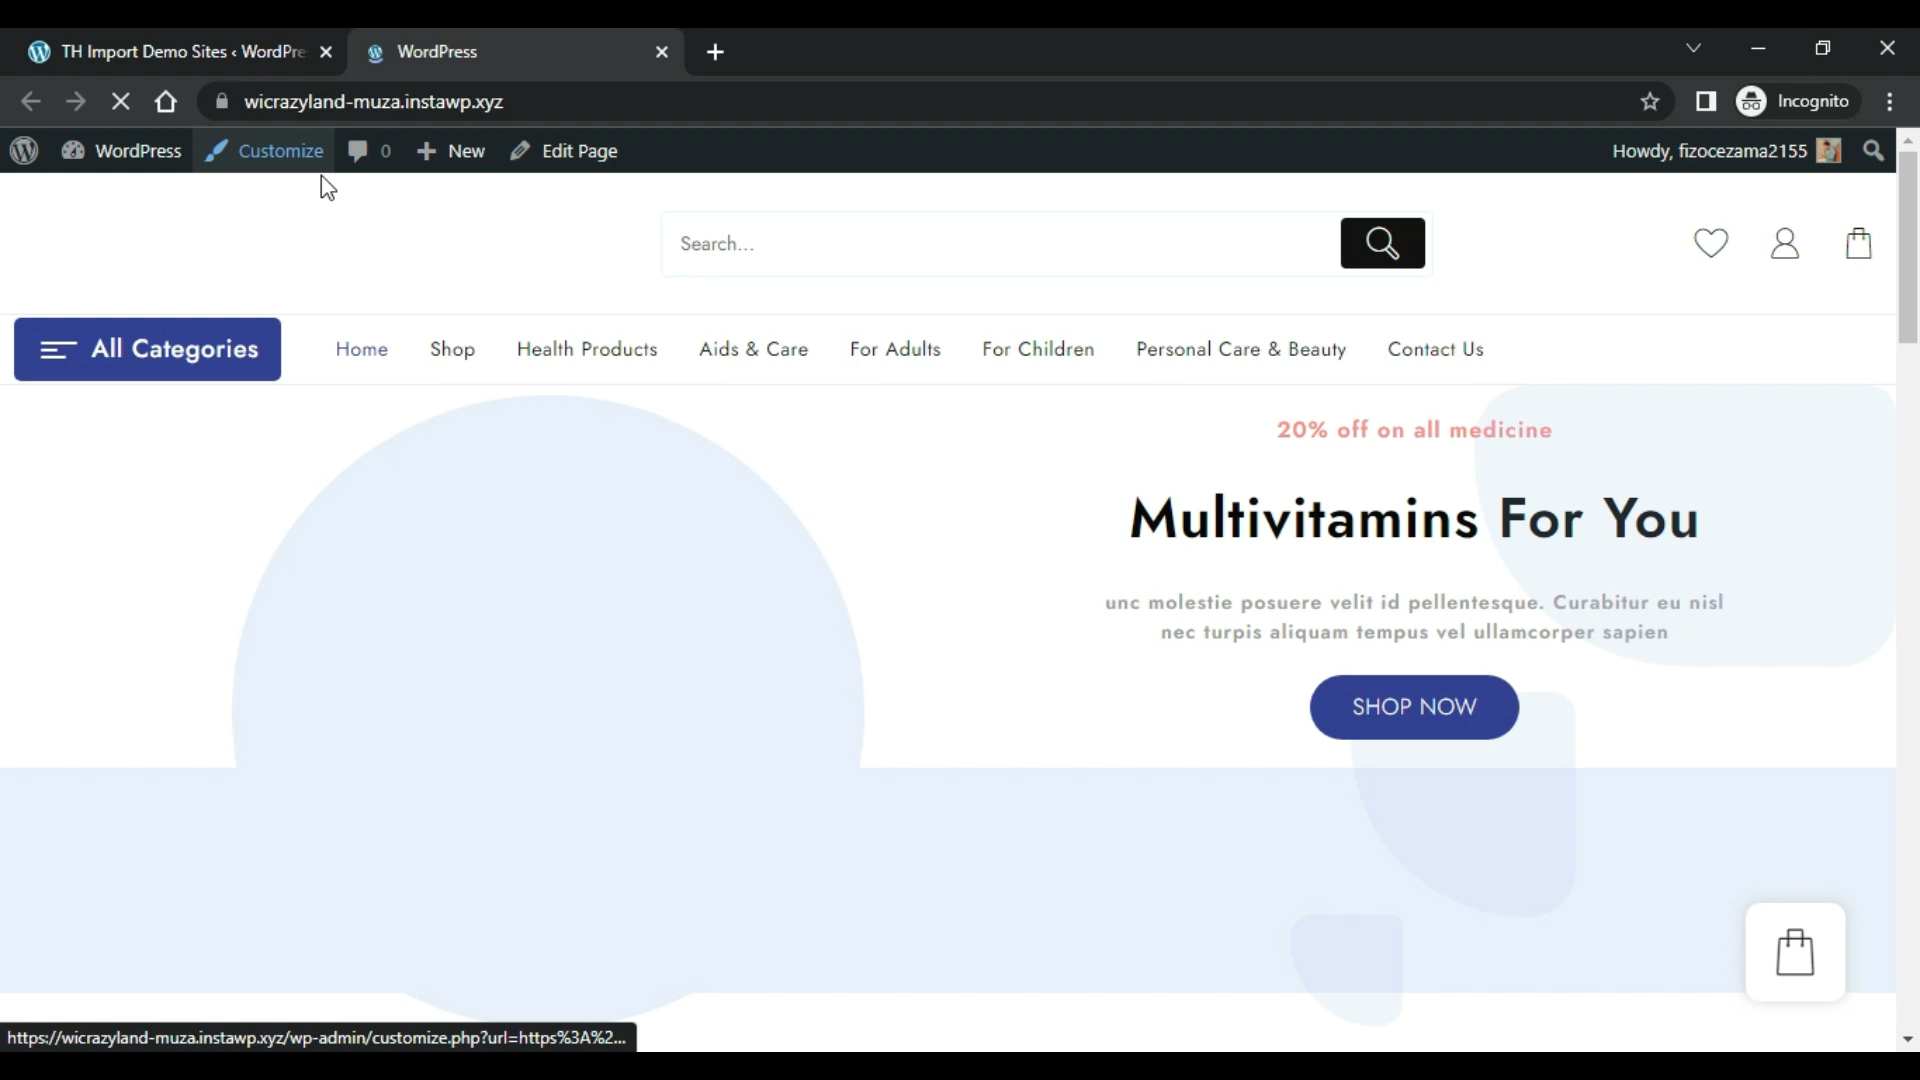 TH Import Demo Sites ‹ WordPre
WordPress
wicrazyland-muza.instawp.xyz
Incognito
WordPress
Customize
0
New
Edit Page
Howdy, fizocezama2155
Search...
All Categories
Home
Shop
Health Products
Aids & Care
For Adults
For Children
Personal Care & Beauty
Contact Us
20% off on all medicine
Multivitamins For You
unc molestie posuere velit id pellentesque. Curabitur eu nisl
nec turpis aliquam tempus vel ullamcorper sapien
SHOP NOW
https://wicrazyland-muza.instawp.xyz/wp-admin/customize.php?url=https%3A%2...